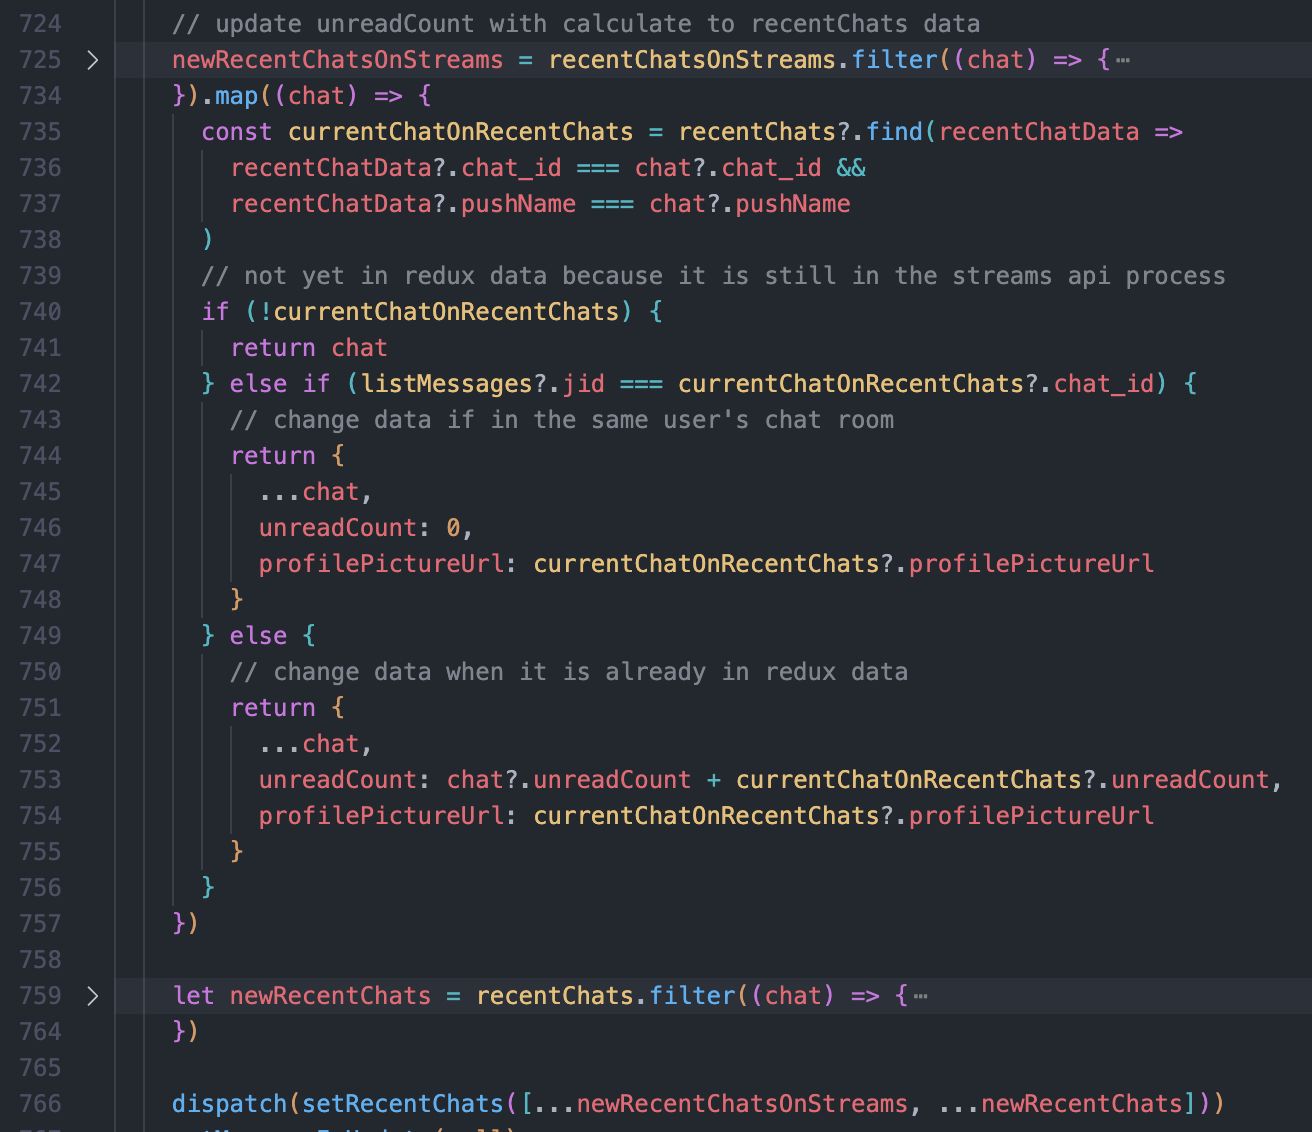 724 // update unreadCount with calculate to recentChats data
725 newRecentChatsOnStreams = recentChatsOnStreams.filter((chat) => {⋯
734 }).map((chat) => {
735 const currentChatOnRecentChats = recentChats?.find(recentChatData =>
736 recentChatData?.chat_id === chat?.chat_id &&
737 recentChatData?.pushName === chat?.pushName
738 )
739 // not yet in redux data because it is still in the streams api process
740 if (!currentChatOnRecentChats) {
741 return chat
742 } else if (listMessages?.jid === currentChatOnRecentChats?.chat_id) {
743 // change data if in the same user's chat room
744 return {
745 ...chat,
746 unreadCount: 0,
747 profilePictureUrl: currentChatOnRecentChats?.profilePictureUrl
748 }
749 } else {
750 // change data when it is already in redux data
751 return {
752 ...chat,
753 unreadCount: chat?.unreadCount + currentChatOnRecentChats?.unreadCount,
754 profilePictureUrl: currentChatOnRecentChats?.profilePictureUrl
755 }
756 }
757 })
758
759 let newRecentChats = recentChats.filter((chat) => {⋯
764 })
765
766 dispatch(setRecentChats([...newRecentChatsOnStreams, ...newRecentChats]))